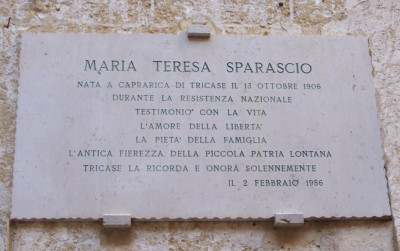 MARIA TERESA SPARASCIO
NATA A CAPRARICA DI TRICASE IL 13 OTTOBRE 1906
DURANTE LA RESISTENZA NAZIONALE
TESTIMONIO' CON LA VITA
L'AMORE DELLA LIBERTA'
LA PIETA' DELLA FAMIGLIA
L'ANTICA FIEREZZA DELLA PICCOLA PATRIA LONTANA
TRICASE LA RICORDA E ONORA SOLENNEMENTE
IL 2 FEBBRAIO 1986